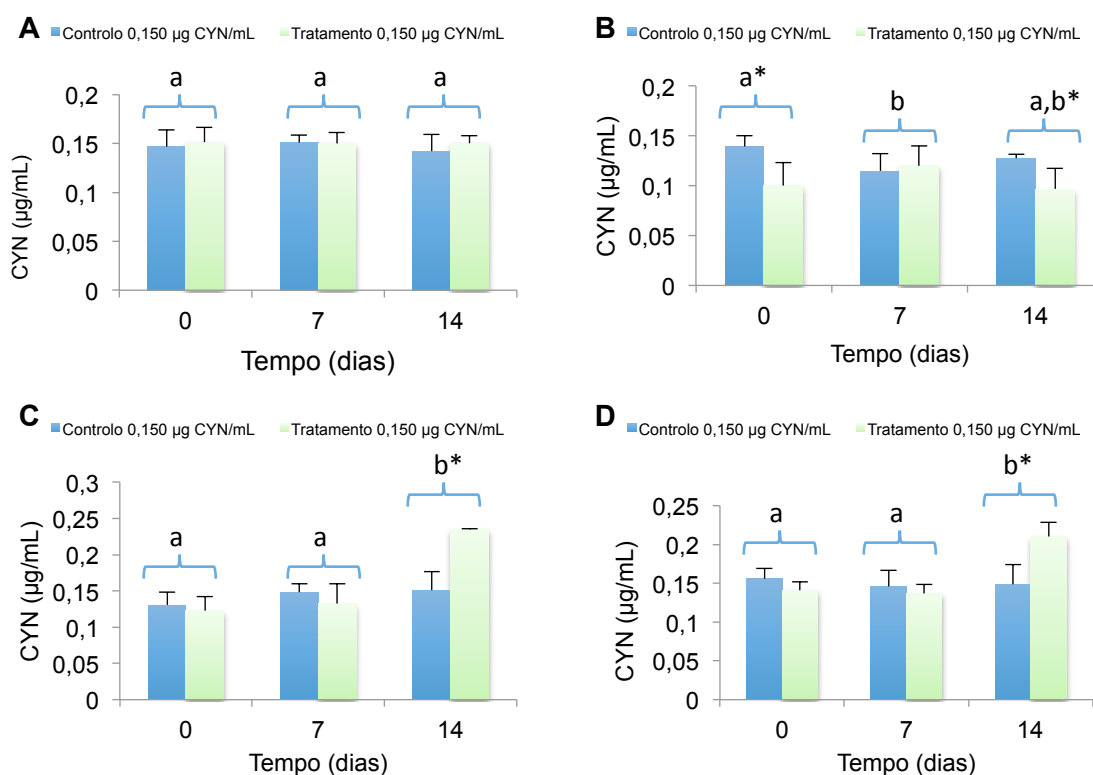 A
Controlo 0,150 µg CYN/mL Tratamento 0,150 µg CYN/mL
a a a
0,2
0,15
0,1
0,05
0
CYN (µg/mL)
0 7 14
Tempo (dias)
B
Controlo 0,150 µg CYN/mL Tratamento 0,150 µg CYN/mL
a* b a,b*
0,2
0,15
0,1
0,05
0
CYN (µg/mL)
0 7 14
Tempo (dias)
C
Controlo 0,150 µg CYN/mL Tratamento 0,150 µg CYN/mL
a a b*
0,3
0,25
0,2
0,15
0,1
0,05
0
CYN (µg/mL)
0 7 14
Tempo (dias)
D
Controlo 0,150 µg CYN/mL Tratamento 0,150 µg CYN/mL
a a b*
0,25
0,2
0,15
0,1
0,05
0
CYN (µg/mL)
0 7 14
Tempo (dias)